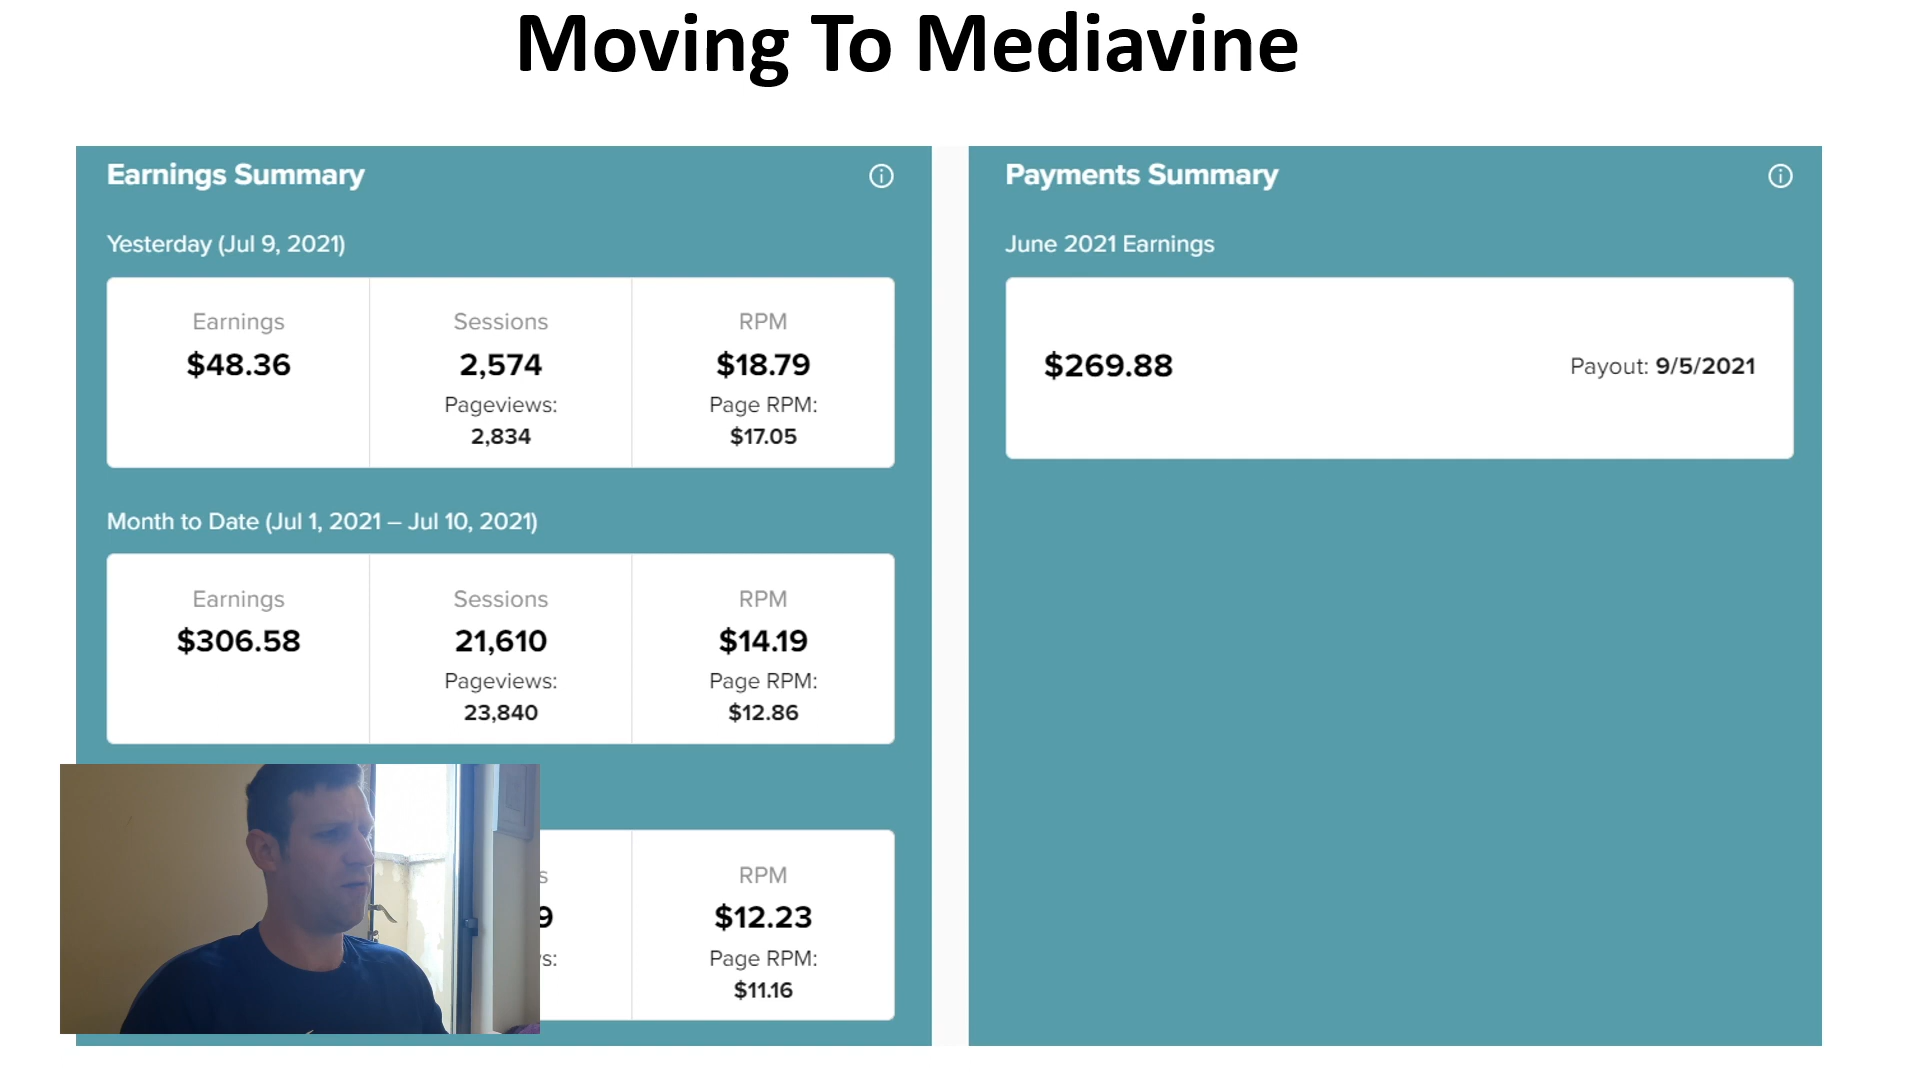 Moving To Mediavine
Earnings Summary
Yesterday (Jul 9, 2021)
Earnings
$48.36
Sessions
2,574
Pageviews:
2,834
RPM
$18.79
Page RPM:
$17.05
Month to Date (Jul 1, 2021 – Jul 10, 2021)
Earnings
$306.58
Sessions
21,610
Pageviews:
23,840
RPM
$14.19
Page RPM:
$12.86
RPM
$12.23
Page RPM:
$11.16
Payments Summary
June 2021 Earnings
$269.88
Payout: 9/5/2021